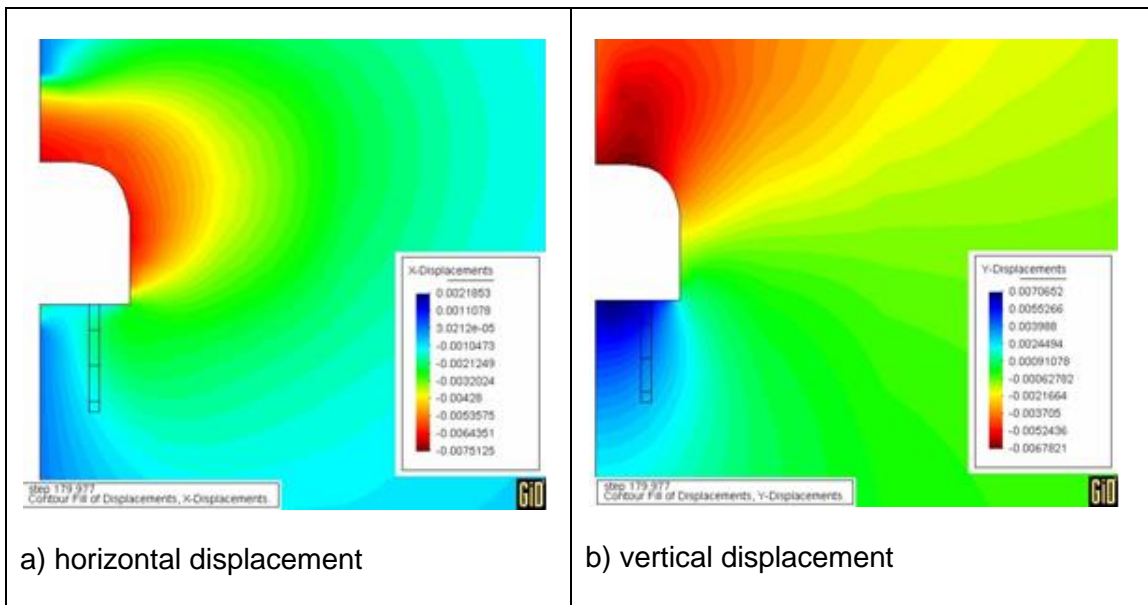 X-Displacements
0.0021853
0.0011078
3.0212e-05
-0.0010473
-0.0021249
-0.0032024
-0.00428
-0.0053575
-0.0064351
-0.0075125
step 179.977
Contour Fill of Displacements, X-Displacements.
GiD
a) horizontal displacement
Y-Displacements
0.0070652
0.0055266
0.003988
0.0024494
0.00091078
-0.00062782
-0.0021664
-0.003705
-0.0052436
-0.0067821
step 179.977
Contour Fill of Displacements, Y-Displacements.
GiD
b) vertical displacement